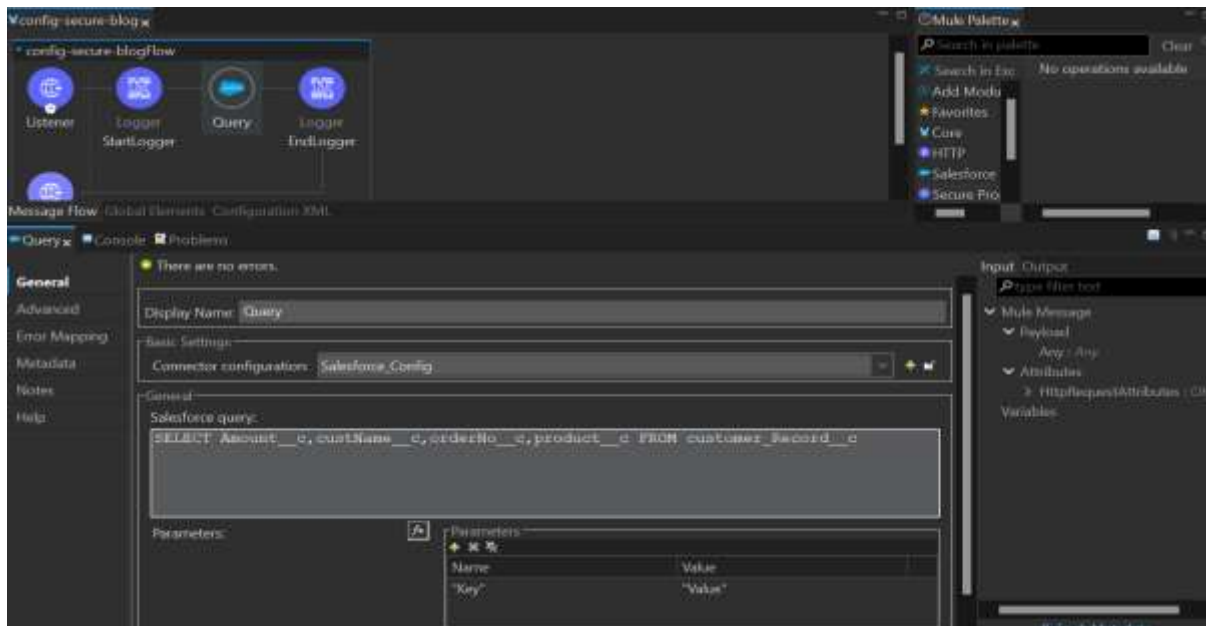 config-secure-blog
Mule Palette
config-secure-blogFlow
Search in palette
Clear
Search in Exc
No operations available
Add Modu
Favorites
Core
HTTP
Salesforce
Secure Pro
Listener
Logger
Query
Logger
StartLogger
EndLogger
Message Flow Global Elements Configuration XML
Query Console Problems
There are no errors.
Input Output
type filter text
General
Advanced
Error Mapping
Metadata
Notes
Help
Display Name: Query
Basic Settings
Connector configuration: Salesforce_Config
General
Salesforce query:
SELECT Amount__c,custName__c,orderNo__c,product__c FROM customer_Record__c
Parameters:
fx
Parameters
Name Value
"Key" "Value"
Mule Message
Payload
Any : Any
Attributes
HttpRequestAttributes :
Variables